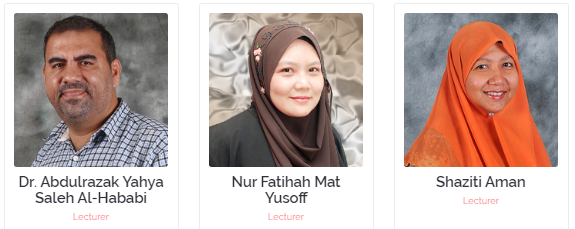 Dr. Abdulrazak Yahya
Saleh Al-Hababi
Lecturer
Nur Fatihah Mat
Yusoff
Lecturer
Shaziti Aman
Lecturer